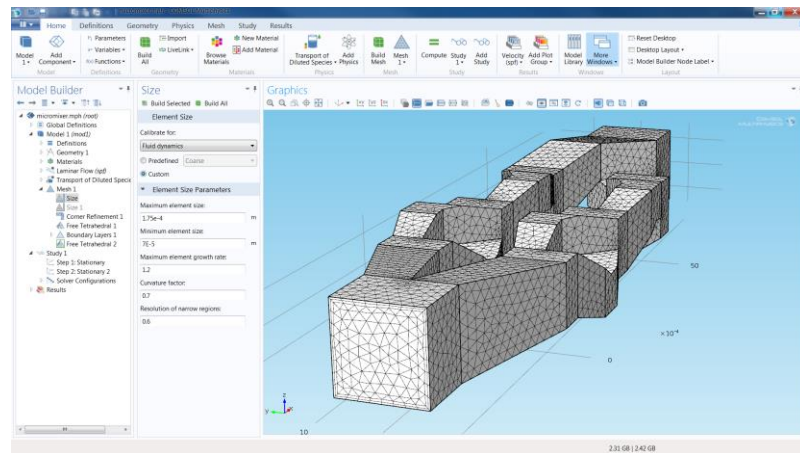 Home Definitions Geometry Physics Mesh Study Results
Model 1
Add Component
Parameters
Variables
Functions
Build All
Import
LiveLink
Browse Materials
New Material
Add Material
Transport of Diluted Species
Add Physics
Build Mesh
Mesh 1
Compute
Study 1
Add Study
Velocity (spf)
Add Plot Group
Model Library
More Windows
Reset Desktop
Desktop Layout
Model Builder Node Label
Model Definitions Geometry Materials Physics Mesh Study Results Windows Layout
Model Builder
micromixer.mph (root)
Global Definitions
Model 1 (mod1)
Definitions
Geometry 1
Materials
Laminar Flow (spf)
Transport of Diluted Specie
Mesh 1
Size
Size 1
Corner Refinement 1
Free Tetrahedral 1
Boundary Layers 1
Free Tetrahedral 2
Study 1
Step 1: Stationary
Step 2: Stationary 2
Solver Configurations
Results
Size
Build Selected Build All
Element Size
Calibrate for:
Fluid dynamics
Predefined Coarse
Custom
Element Size Parameters
Maximum element size:
1.75e-4 m
Minimum element size:
7E-5 m
Maximum element growth rate:
1.2
Curvature factor:
0.7
Resolution of narrow regions:
0.6
Graphics
50
×10⁻⁴
0
10
z
y x
2.31 GB | 2.42 GB